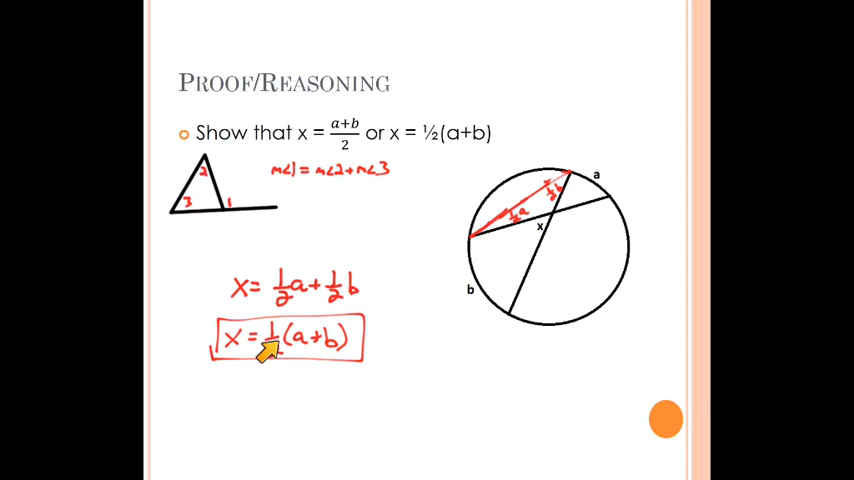 PROOF/REASONING
Show that x = a+b/2 or x = ½(a+b)
2
3
1
m∠1 = m∠2+m∠3
a
½b
½a
x
b
x = ½a + ½b
x = ½(a+b)